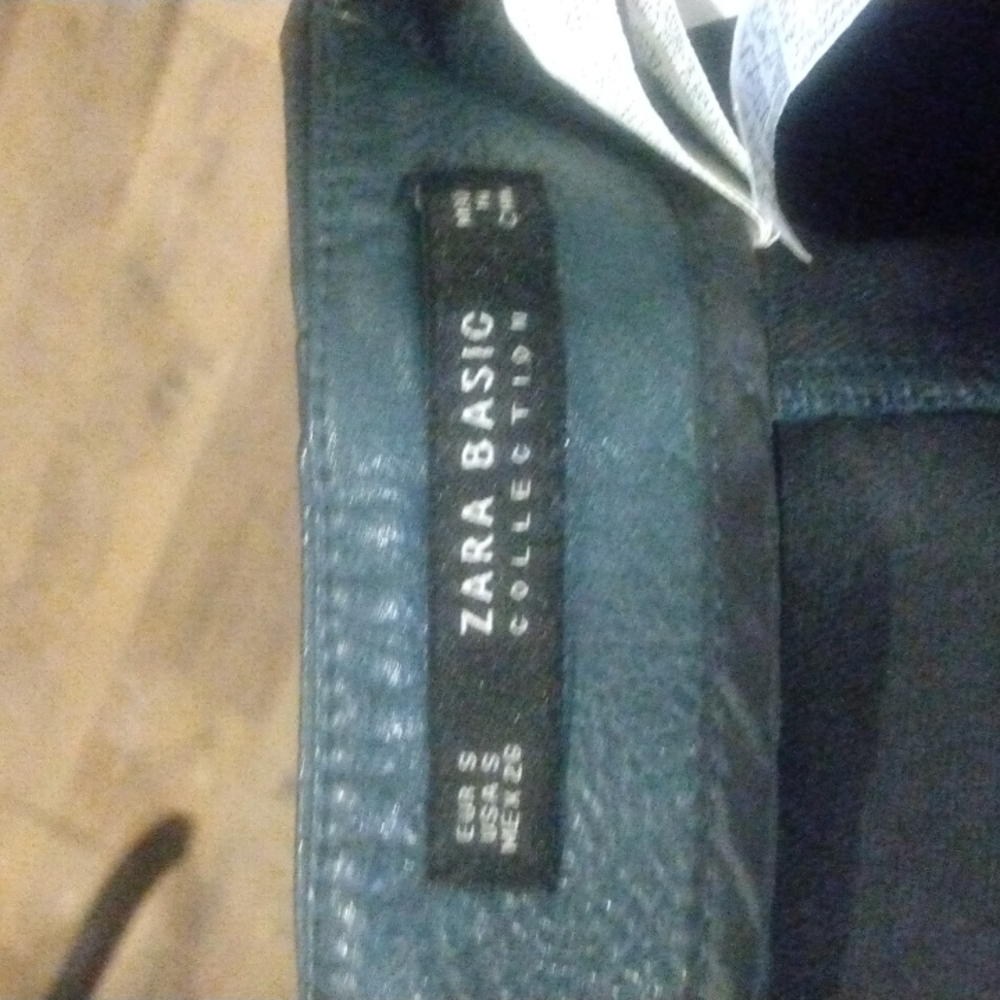 EUR S
USA S
MEX 26
ZARA BASIC
COLLECTION